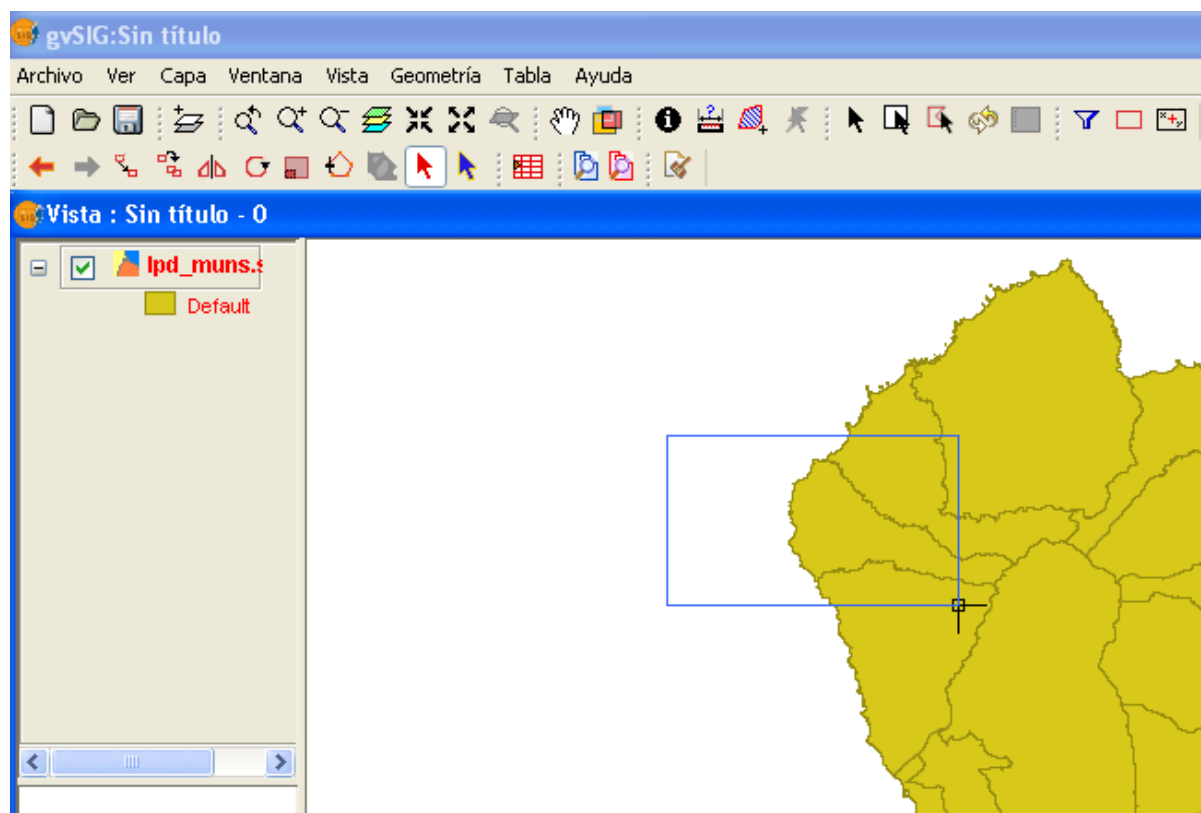 gvSIG:Sin título
Archivo Ver Capa Ventana Vista Geometría Tabla Ayuda
Vista : Sin título - 0
lpd_muns.s
Default